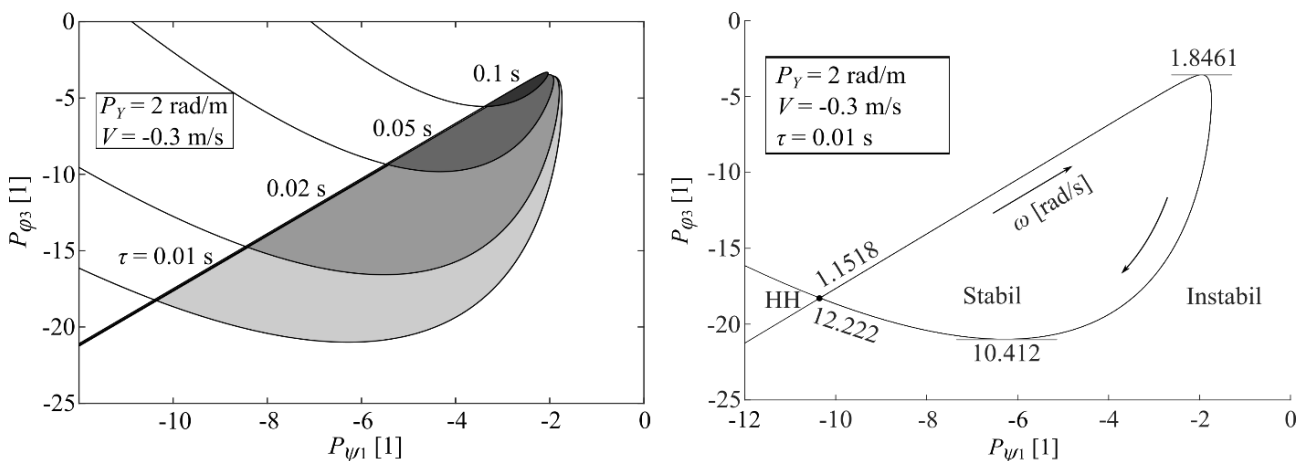 0
-5
-10
-15
-20
-25
-10
-8
-6
-4
-2
0
P_φ3 [1]
P_ψ1 [1]
P_Y = 2 rad/m
V = -0.3 m/s
0.1 s
0.05 s
0.02 s
τ = 0.01 s
0
-5
-10
-15
-20
-25
-12
-10
-8
-6
-4
-2
0
P_φ3 [1]
P_ψ1 [1]
P_Y = 2 rad/m
V = -0.3 m/s
τ = 0.01 s
1.8461
ω [rad/s]
1.1518
HH
12.222
Stabil
Instabil
10.412